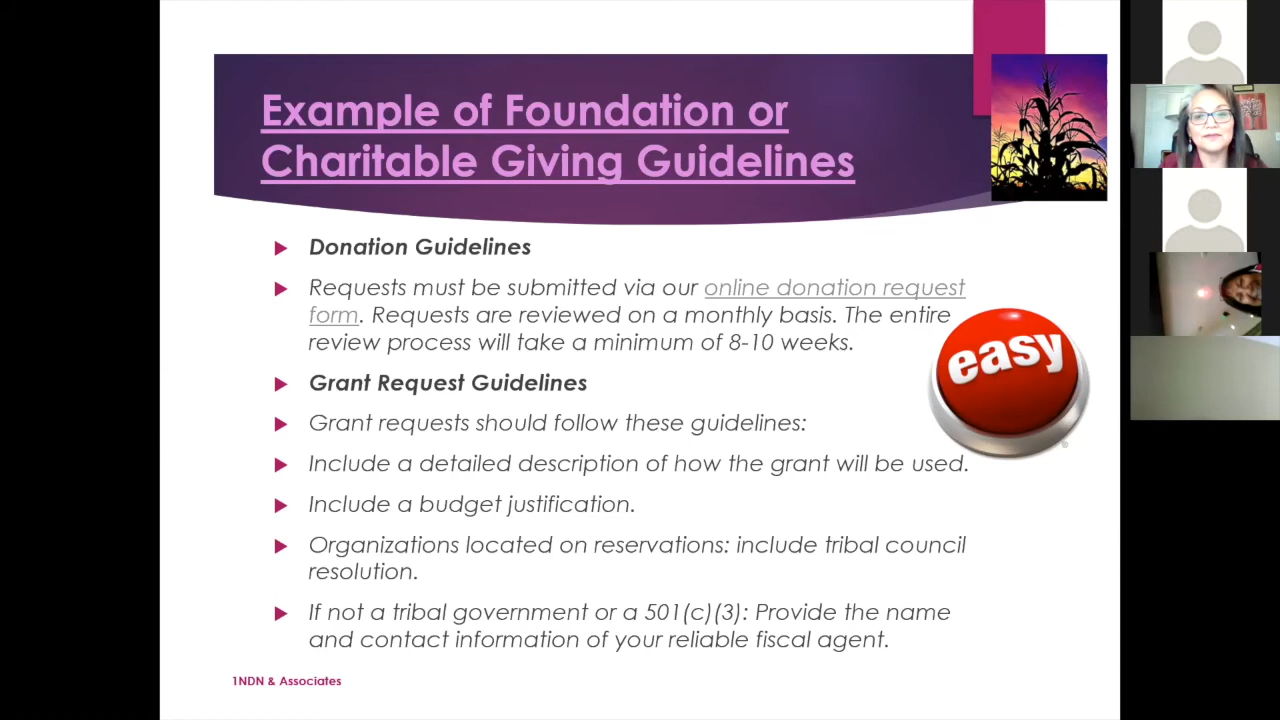 Example of Foundation or
Charitable Giving Guidelines
Donation Guidelines
Requests must be submitted via our online donation request
form. Requests are reviewed on a monthly basis. The entire
review process will take a minimum of 8-10 weeks.
easy
Grant Request Guidelines
Grant requests should follow these guidelines:
Include a detailed description of how the grant will be used.
Include a budget justification.
Organizations located on reservations: include tribal council
resolution.
If not a tribal government or a 501(c)(3): Provide the name
and contact information of your reliable fiscal agent.
1NDN & Associates